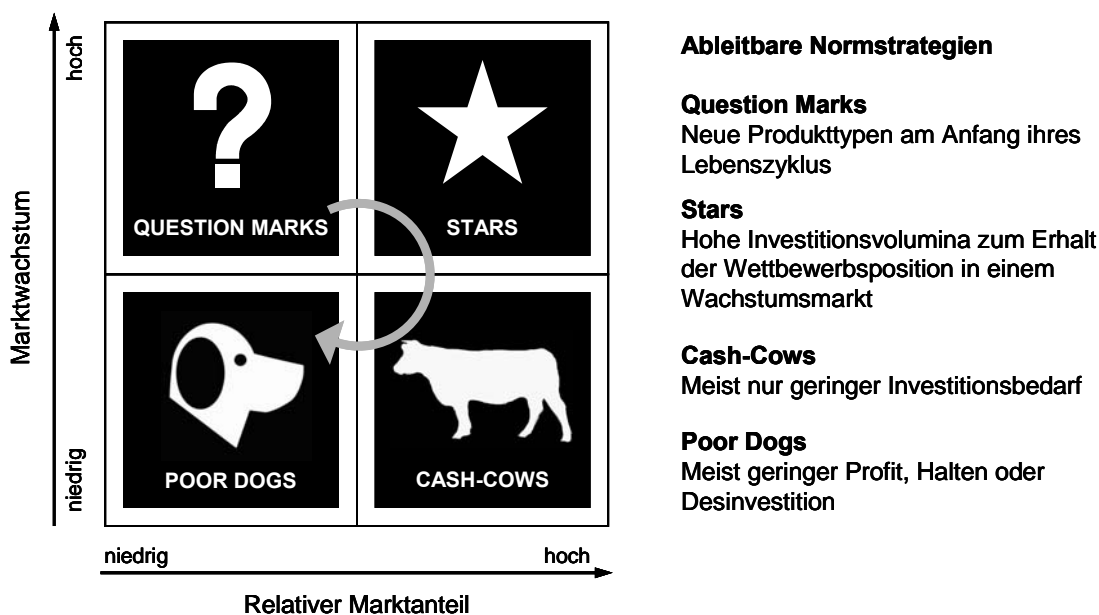 hoch
Marktwachstum
niedrig
?
QUESTION MARKS
STARS
POOR DOGS
CASH-COWS
niedrig
hoch
Relativer Marktanteil
Ableitbare Normstrategien
Question Marks
Neue Produkttypen am Anfang ihres
Lebenszyklus
Stars
Hohe Investitionsvolumina zum Erhalt
der Wettbewerbsposition in einem
Wachstumsmarkt
Cash-Cows
Meist nur geringer Investitionsbedarf
Poor Dogs
Meist geringer Profit, Halten oder
Desinvestition